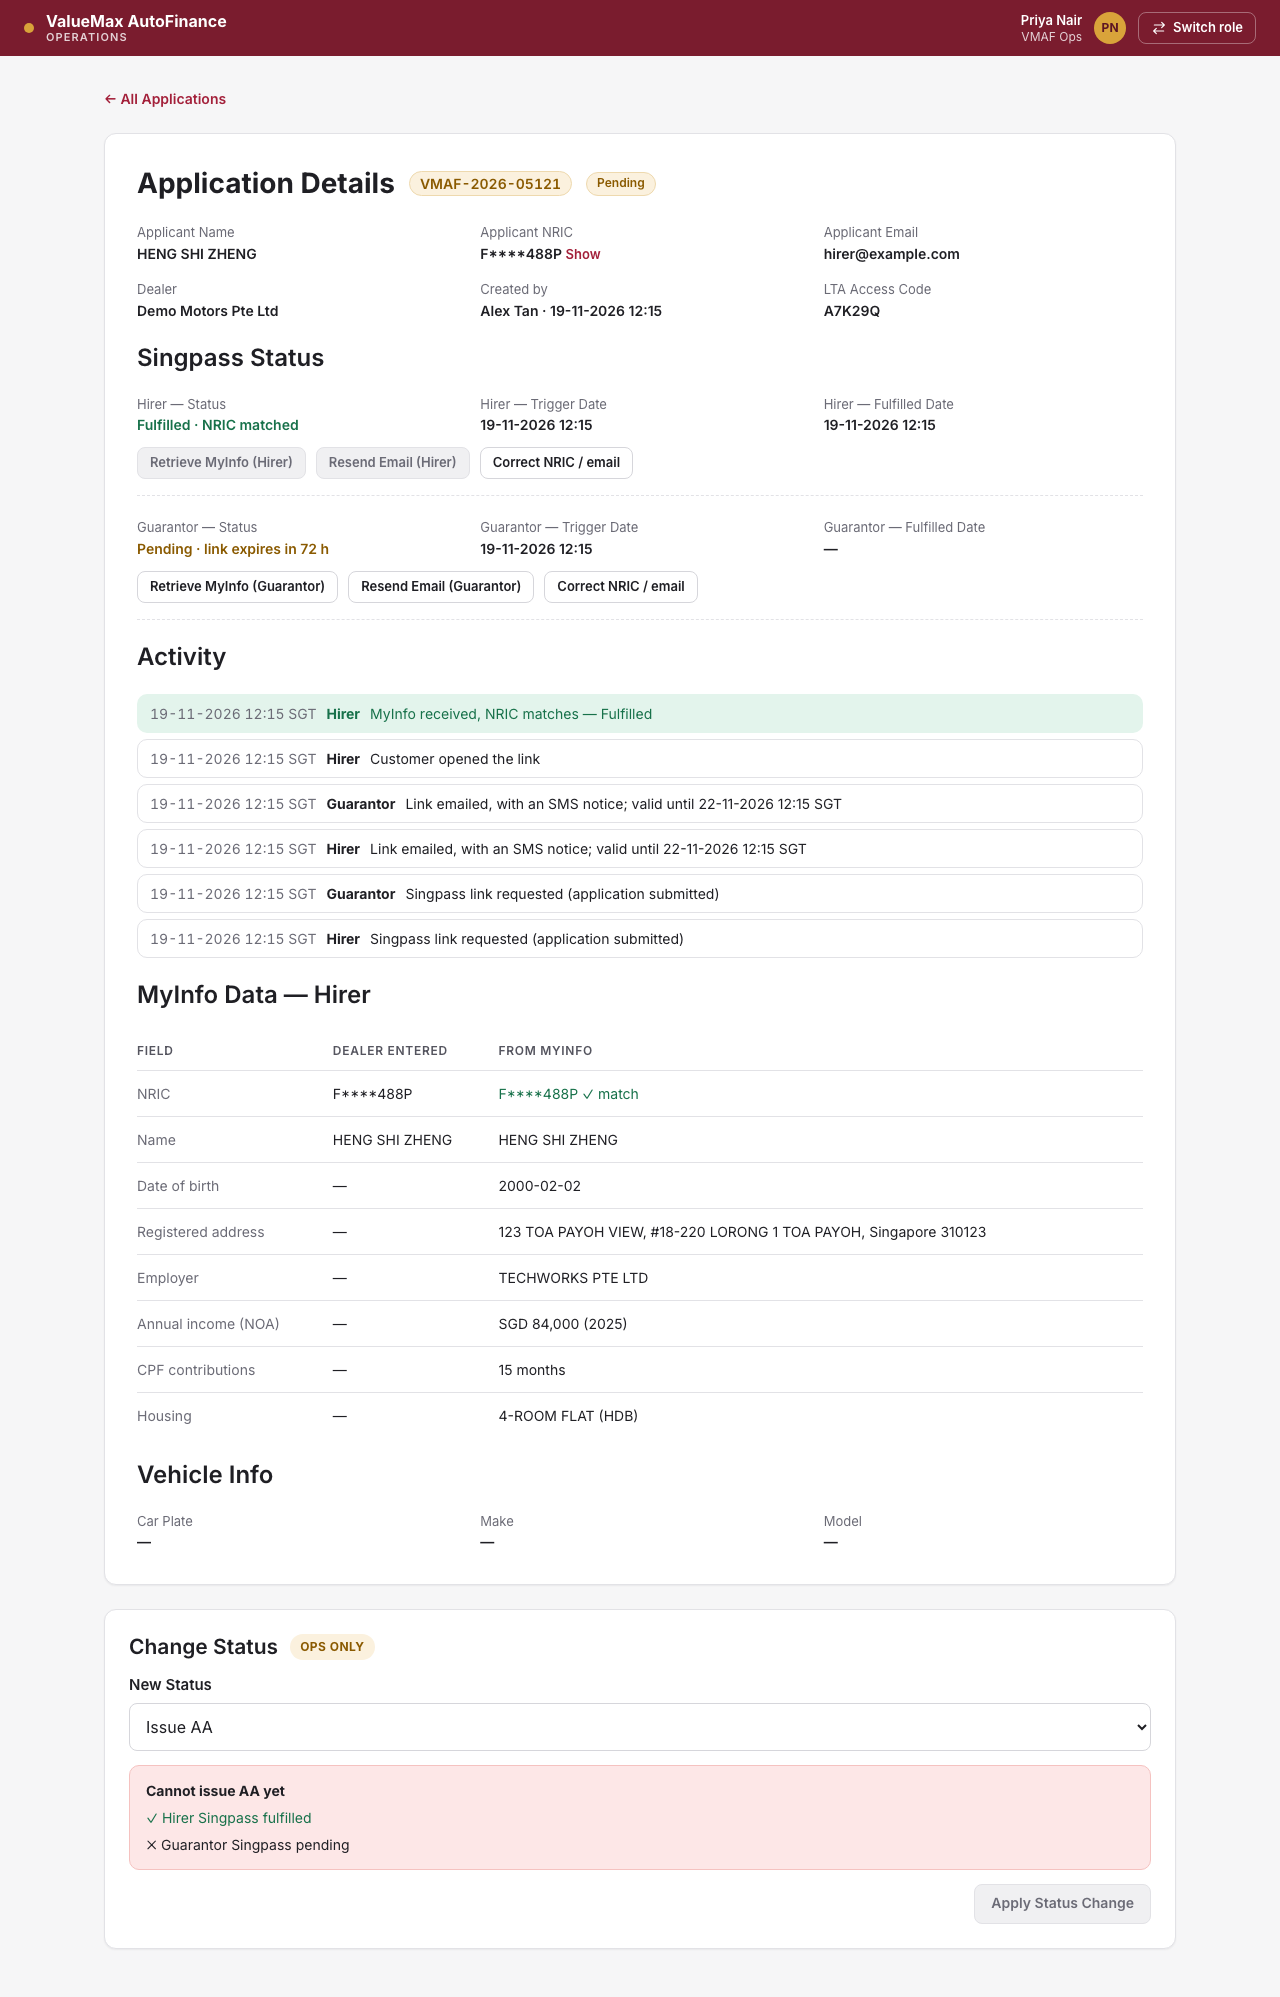 ValueMax AutoFinance
OPERATIONS
Priya Nair
VMAF Ops
PN
⇄ Switch role
← All Applications
Application Details VMAF-2026-05121 Pending
Applicant Name Applicant NRIC Applicant Email
HENG SHI ZHENG F****488P Show hirer@example.com
Dealer Created by LTA Access Code
Demo Motors Pte Ltd Alex Tan · 19-11-2026 12:15 A7K29Q
Singpass Status
Hirer — Status Hirer — Trigger Date Hirer — Fulfilled Date
Fulfilled · NRIC matched 19-11-2026 12:15 19-11-2026 12:15
Retrieve MyInfo (Hirer) Resend Email (Hirer) Correct NRIC / email
Guarantor — Status Guarantor — Trigger Date Guarantor — Fulfilled Date
Pending · link expires in 72 h 19-11-2026 12:15 —
Retrieve MyInfo (Guarantor) Resend Email (Guarantor) Correct NRIC / email
Activity
19-11-2026 12:15 SGT Hirer MyInfo received, NRIC matches — Fulfilled
19-11-2026 12:15 SGT Hirer Customer opened the link
19-11-2026 12:15 SGT Guarantor Link emailed, with an SMS notice; valid until 22-11-2026 12:15 SGT
19-11-2026 12:15 SGT Hirer Link emailed, with an SMS notice; valid until 22-11-2026 12:15 SGT
19-11-2026 12:15 SGT Guarantor Singpass link requested (application submitted)
19-11-2026 12:15 SGT Hirer Singpass link requested (application submitted)
MyInfo Data — Hirer
FIELD DEALER ENTERED FROM MYINFO
NRIC F****488P F****488P ✓ match
Name HENG SHI ZHENG HENG SHI ZHENG
Date of birth — 2000-02-02
Registered address — 123 TOA PAYOH VIEW, #18-220 LORONG 1 TOA PAYOH, Singapore 310123
Employer — TECHWORKS PTE LTD
Annual income (NOA) — SGD 84,000 (2025)
CPF contributions — 15 months
Housing — 4-ROOM FLAT (HDB)
Vehicle Info
Car Plate Make Model
— — —
Change Status OPS ONLY
New Status
Issue AA
Cannot issue AA yet
✓ Hirer Singpass fulfilled
✕ Guarantor Singpass pending
Apply Status Change